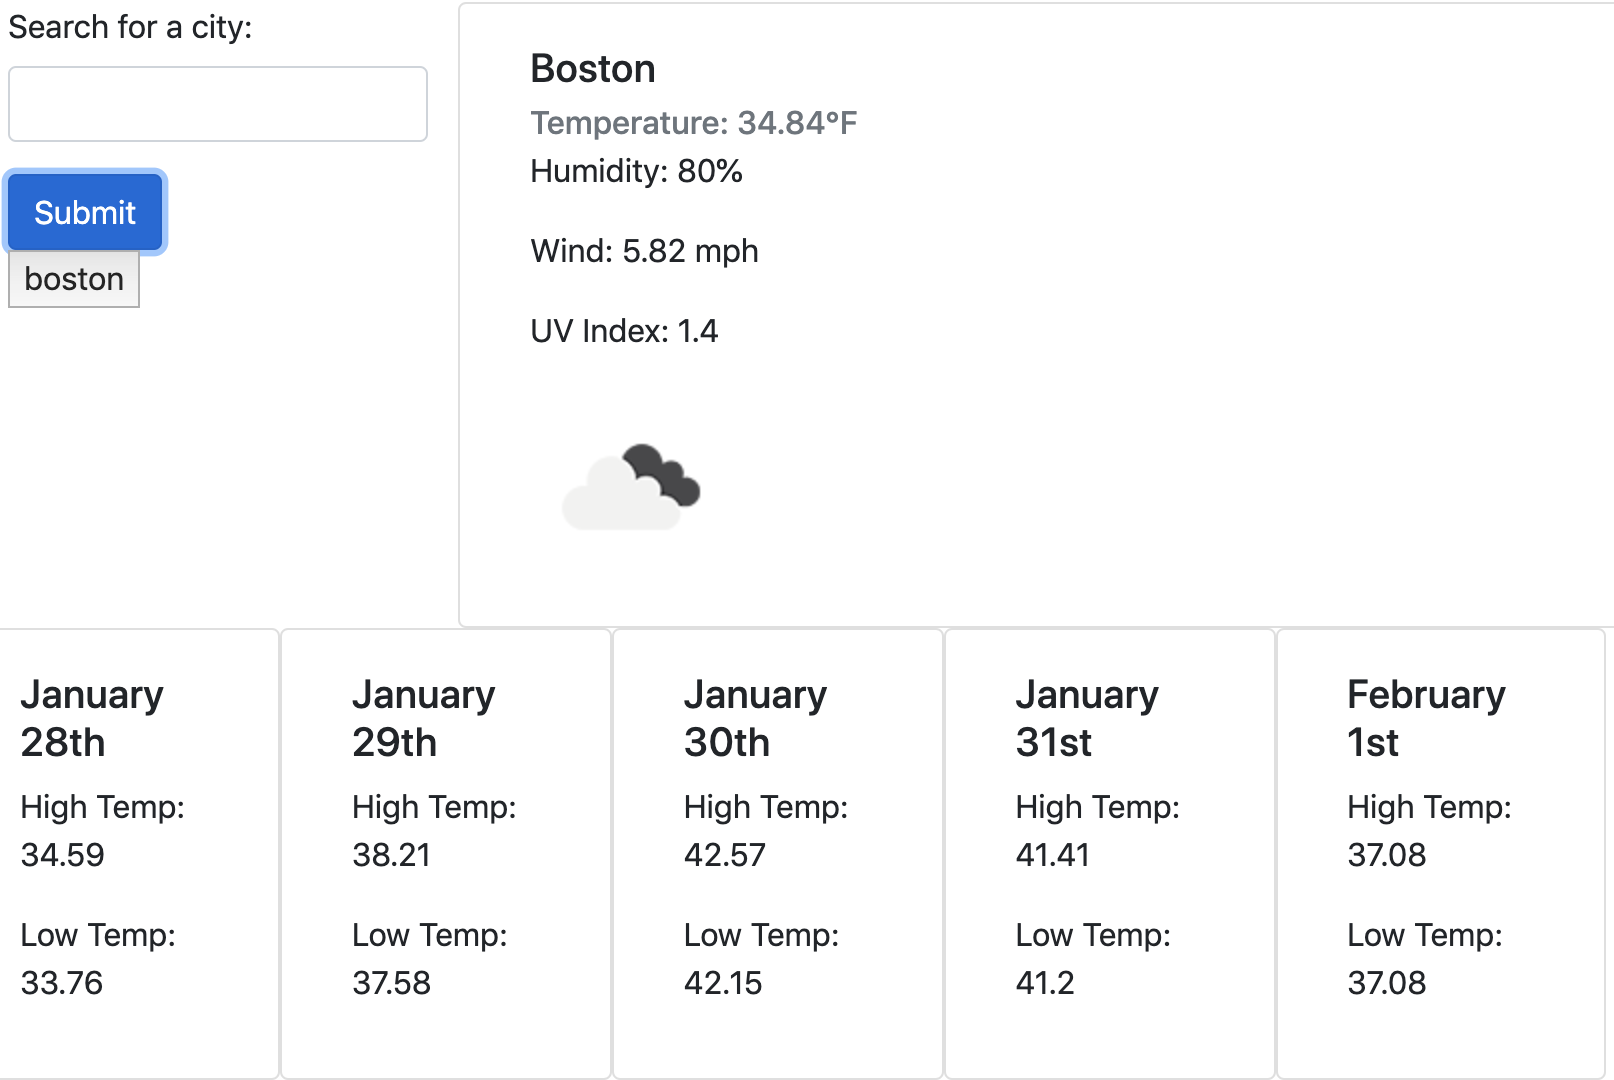 Search for a city:
Submit
boston
Boston
Temperature: 34.84°F
Humidity: 80%
Wind: 5.82 mph
UV Index: 1.4
January
28th
High Temp:
34.59
Low Temp:
33.76
January
29th
High Temp:
38.21
Low Temp:
37.58
January
30th
High Temp:
42.57
Low Temp:
42.15
January
31st
High Temp:
41.41
Low Temp:
41.2
February
1st
High Temp:
37.08
Low Temp:
37.08